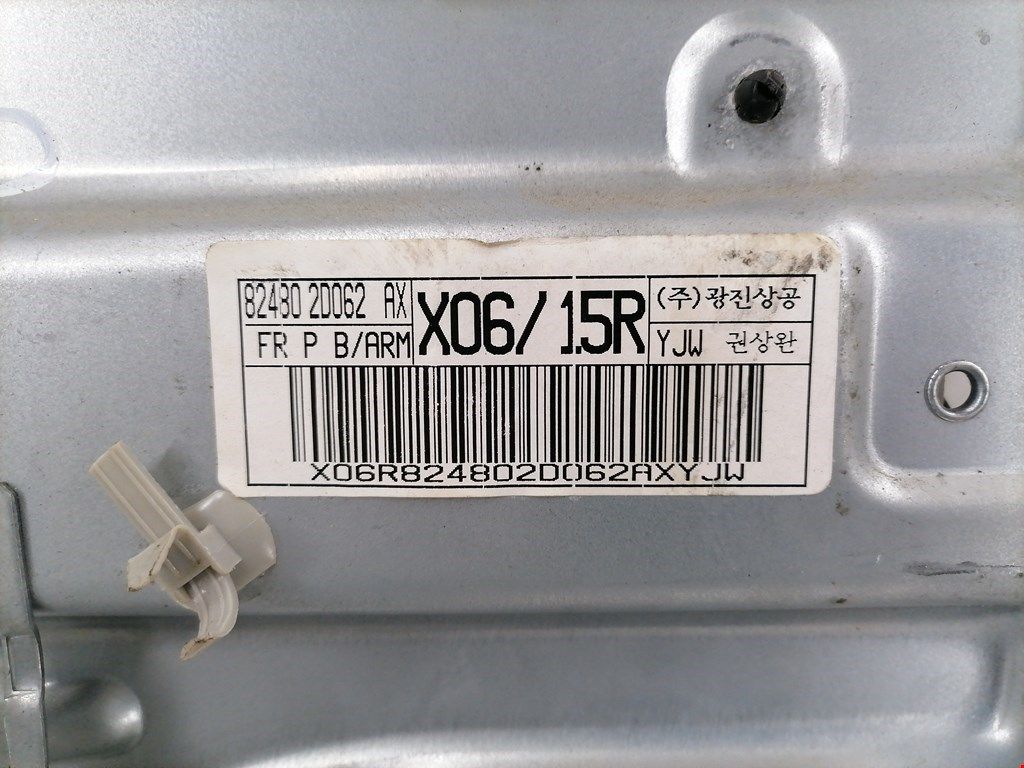 82480 2D062 AX
FR P B/ARM
X06/1.5R
(주)광진상공
YJW 권상완
X06R824802D062AXYJW